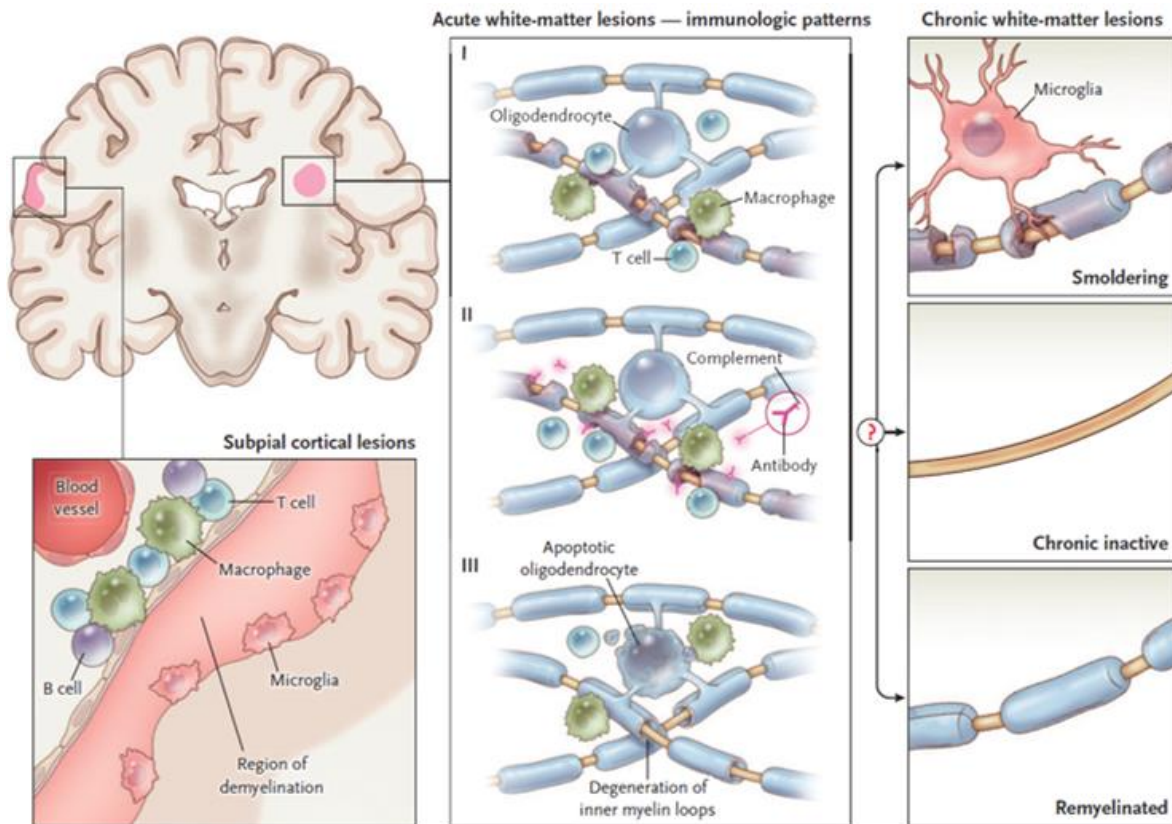 Acute white-matter lesions — immunologic patterns
Chronic white-matter lesions
I
Oligodendrocyte
Macrophage
T cell
II
Complement
Antibody
III
Apoptotic
oligodendrocyte
Degeneration of
inner myelin loops
Subpial cortical lesions
Blood
vessel
T cell
Macrophage
Microglia
B cell
Region of
demyelination
?
Microglia
Smoldering
Chronic inactive
Remyelinated